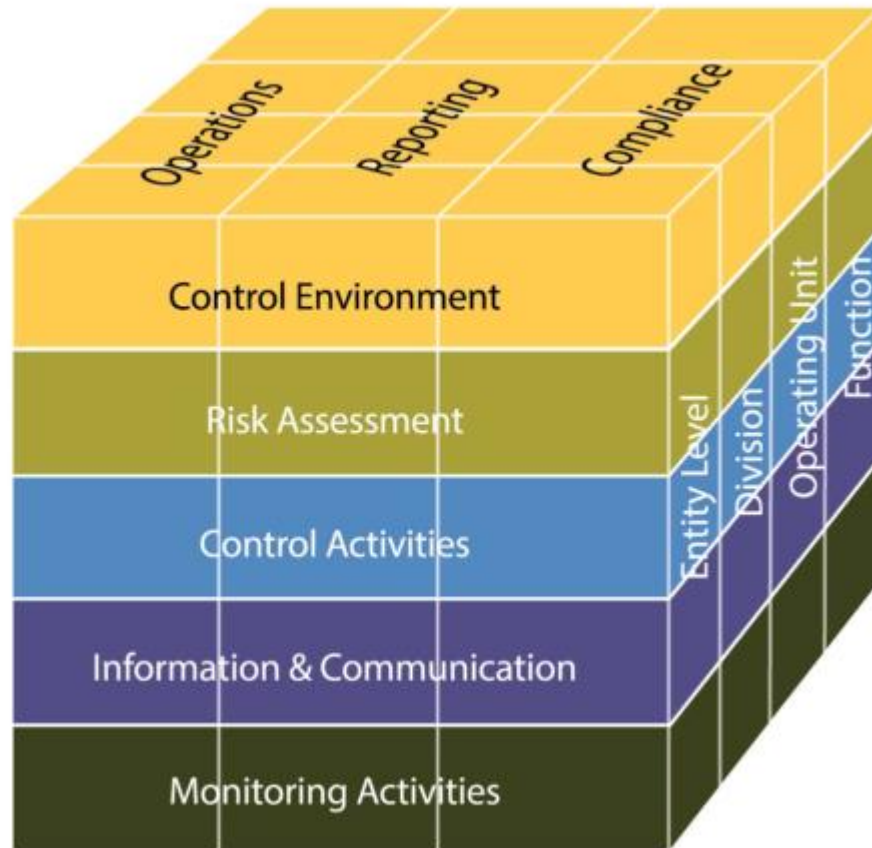 Operations
Reporting
Compliance
Control Environment
Risk Assessment
Control Activities
Information & Communication
Monitoring Activities
Entity Level
Division
Operating Unit
Function